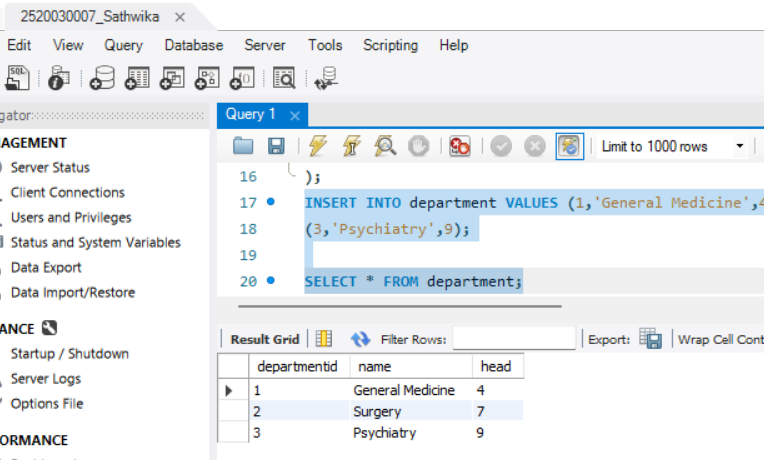 2520030007_Sathwika ×
Edit View Query Database Server Tools Scripting Help
SQL
gator
AGEMENT
Server Status
Client Connections
Users and Privileges
Status and System Variables
Data Export
Data Import/Restore
ANCE
Startup / Shutdown
Server Logs
Options File
ORMANCE
Query 1 ×
Limit to 1000 rows
16 );
17 INSERT INTO department VALUES (1,'General Medicine',4
18 (3,'Psychiatry',9);
19
20 SELECT * FROM department;
Result Grid Filter Rows: Export: Wrap Cell Cont
departmentid name head
1 General Medicine 4
2 Surgery 7
3 Psychiatry 9